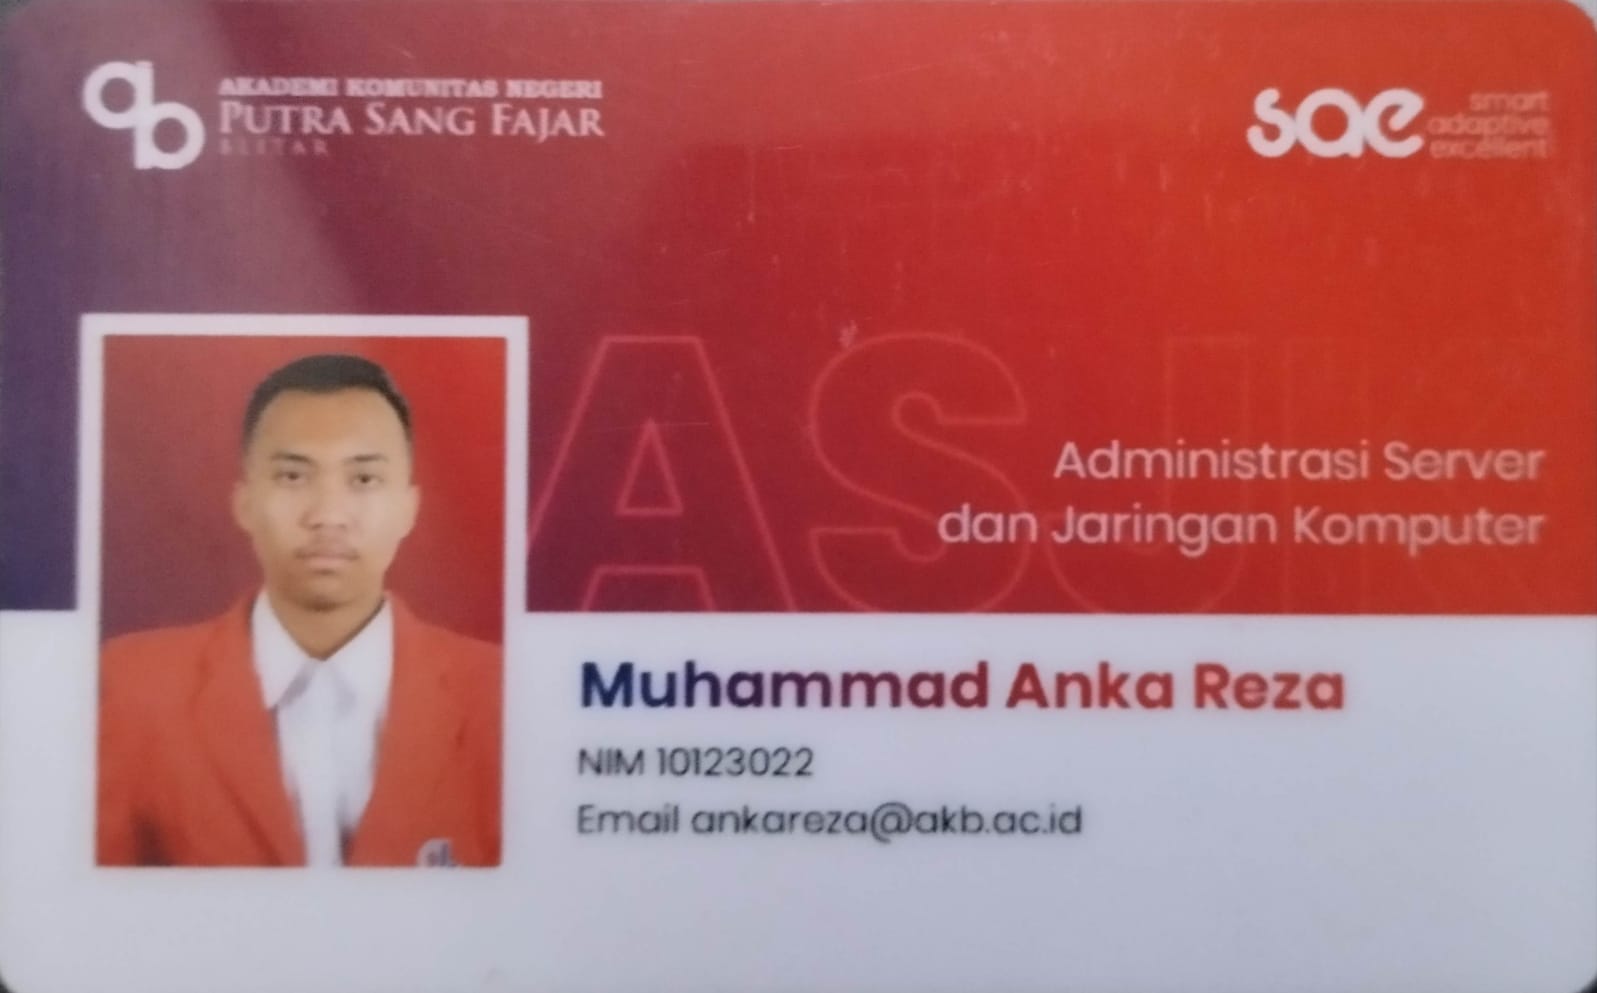 ab
AKADEMI KOMUNITAS NEGERI
PUTRA SANG FAJAR
BLITAR
sae
smart
adaptive
excellent
ASJK
Administrasi Server
dan Jaringan Komputer
Muhammad Anka Reza
NIM 10123022
Email ankareza@akb.ac.id